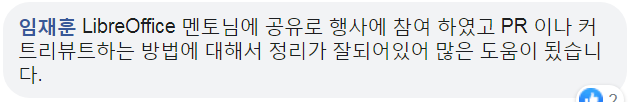 임재훈 LibreOffice 멘토님에 공유로 행사에 참여 하였고 PR 이나 커
트리뷰트하는 방법에 대해서 정리가 잘되어있어 많은 도움이 됬습니
다.
2